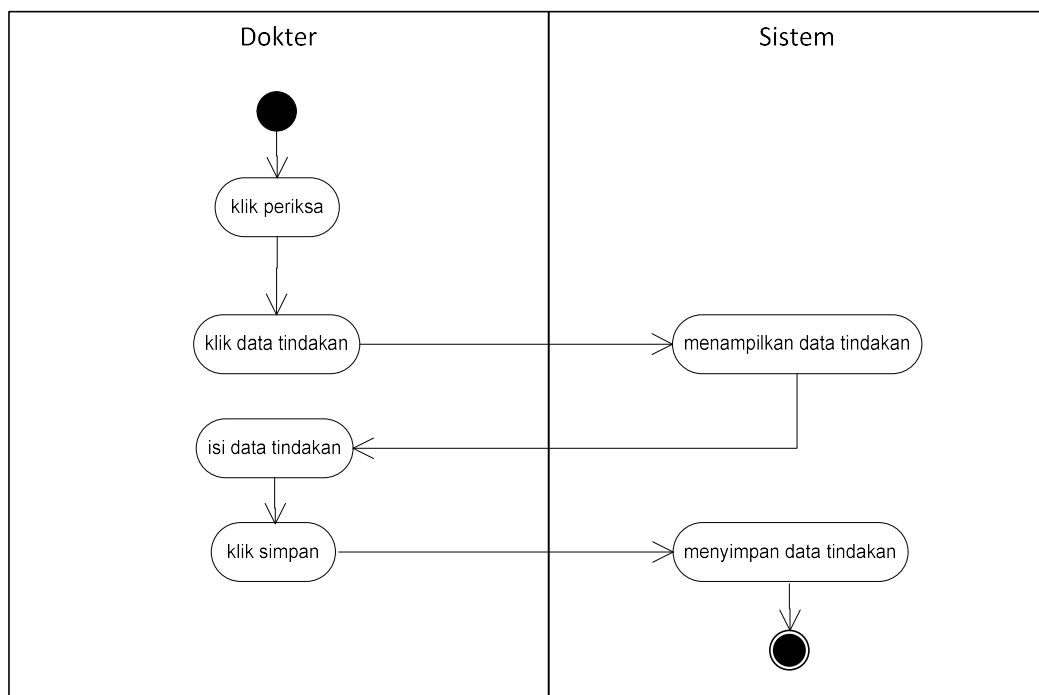 Dokter
Sistem
klik periksa
klik data tindakan
menampilkan data tindakan
isi data tindakan
klik simpan
menyimpan data tindakan